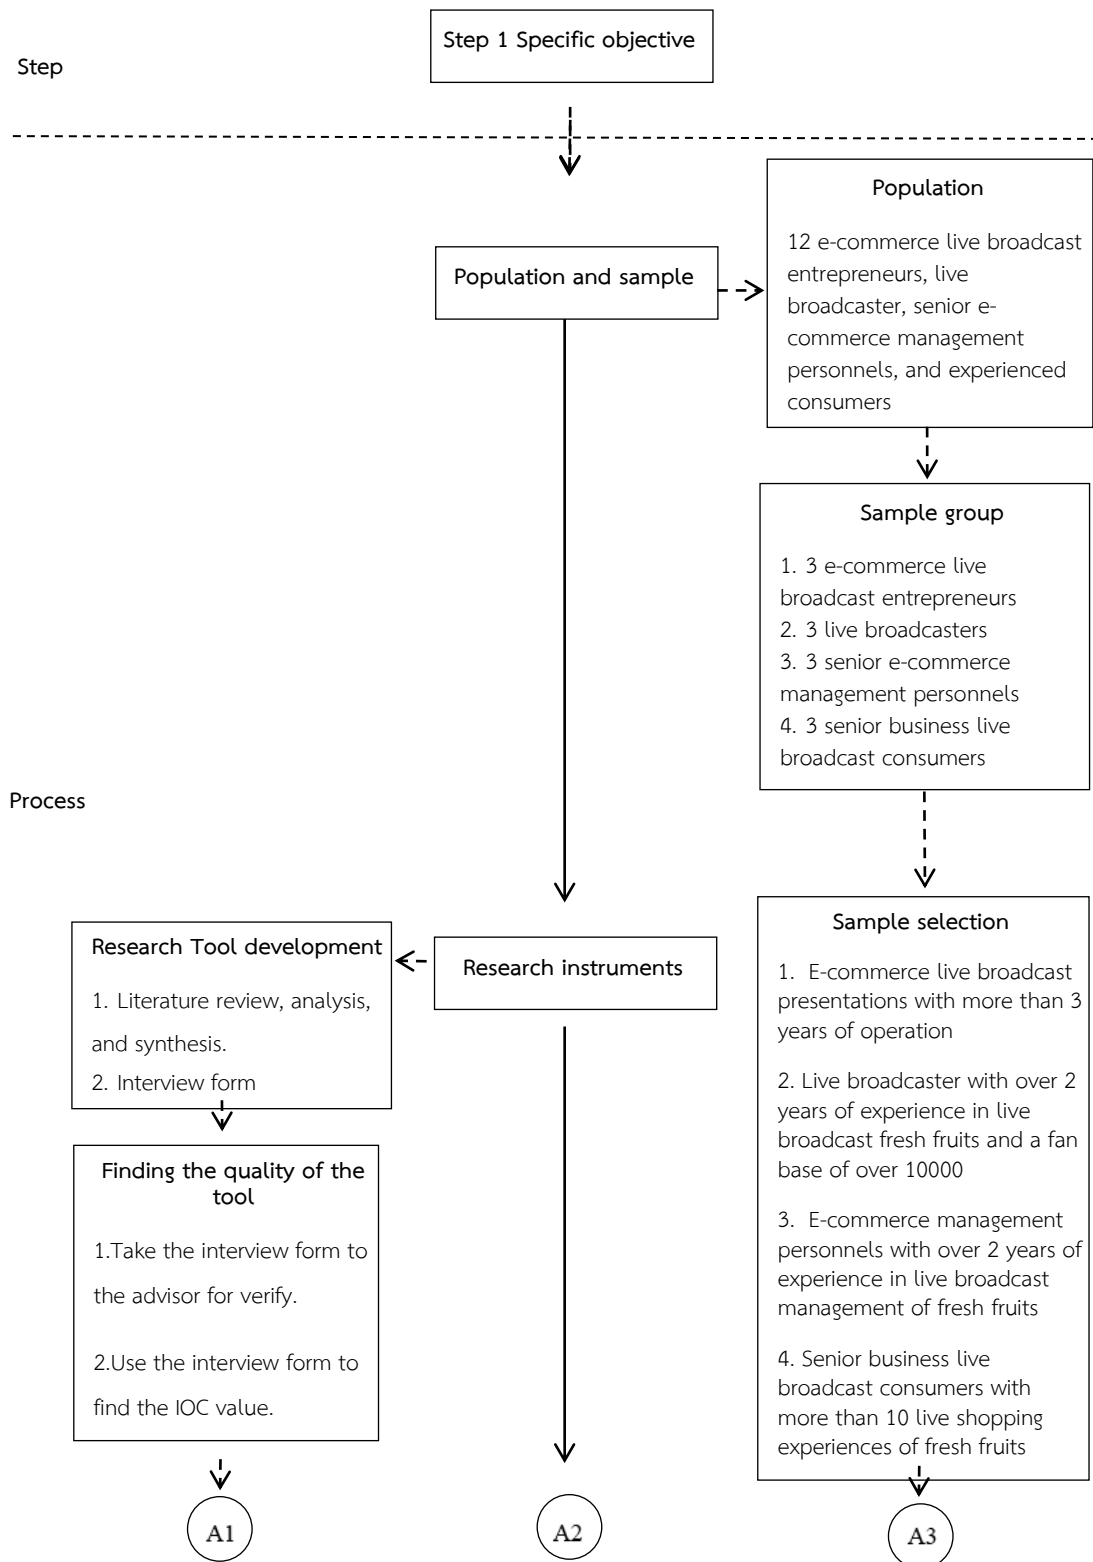 Step 1 Specific objective
Step
Population
12 e-commerce live broadcast
entrepreneurs, live
broadcaster, senior e-
commerce management
personnels, and experienced
consumers
Population and sample
Sample group
1. 3 e-commerce live
broadcast entrepreneurs
2. 3 live broadcasters
3. 3 senior e-commerce
management personnels
4. 3 senior business live
broadcast consumers
Process
Research Tool development
1. Literature review, analysis,
and synthesis.
2. Interview form
Research instruments
Sample selection
1. E-commerce live broadcast
presentations with more than 3
years of operation
2. Live broadcaster with over 2
years of experience in live
broadcast fresh fruits and a fan
base of over 10000
3. E-commerce management
personnels with over 2 years of
experience in live broadcast
management of fresh fruits
4. Senior business live
broadcast consumers with
more than 10 live shopping
experiences of fresh fruits
Finding the quality of the
tool
1.Take the interview form to
the advisor for verify.
2.Use the interview form to
find the IOC value.
A1
A2
A3